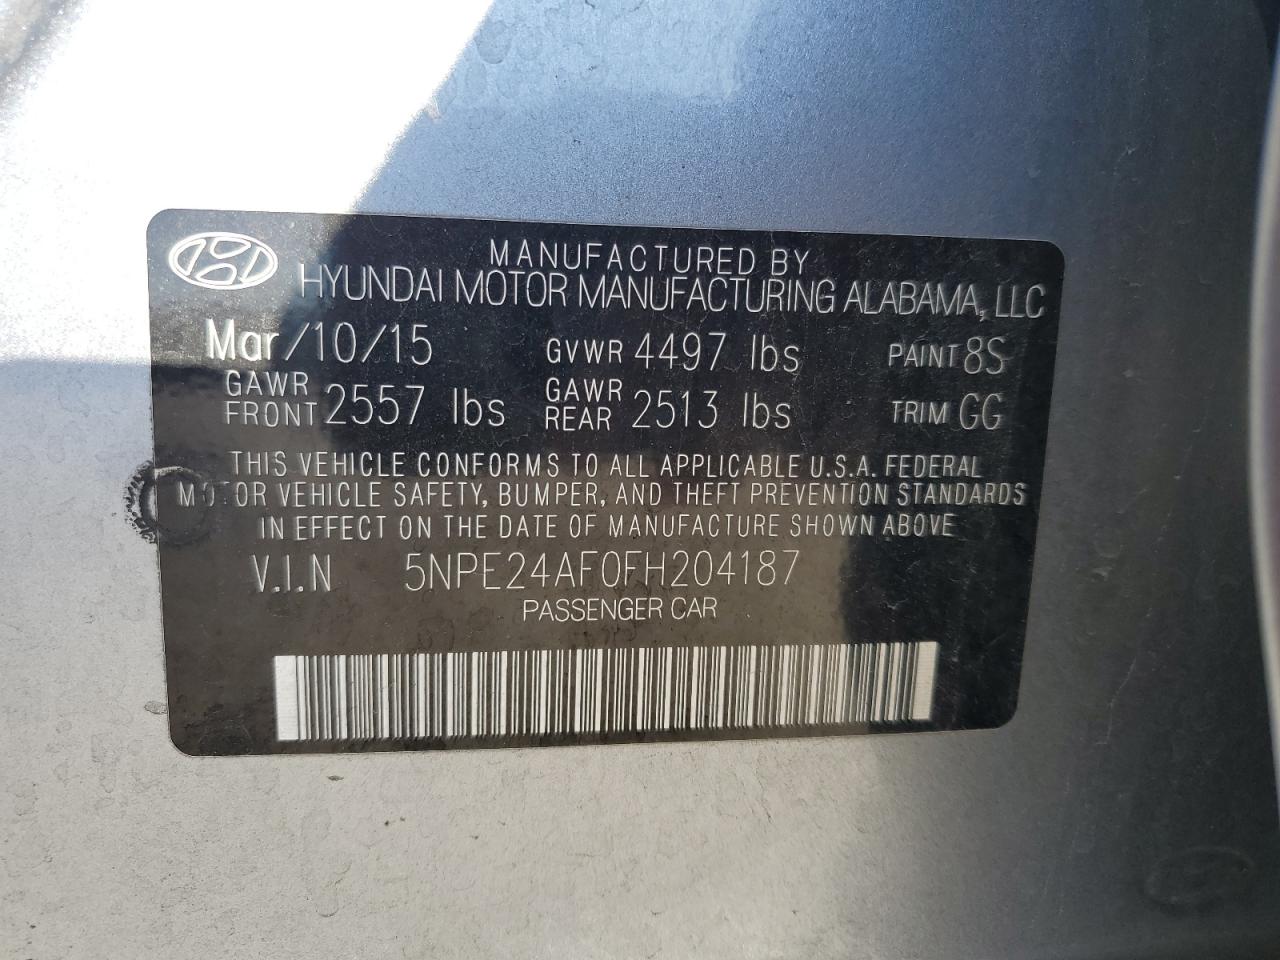 MANUFACTURED BY
HYUNDAI MOTOR MANUFACTURING ALABAMA, LLC
Mar/10/15 GVWR 4497 lbs PAINT 8S
GAWR FRONT 2557 lbs GAWR REAR 2513 lbs TRIM GG
THIS VEHICLE CONFORMS TO ALL APPLICABLE U.S.A. FEDERAL
MOTOR VEHICLE SAFETY, BUMPER, AND THEFT PREVENTION STANDARDS
IN EFFECT ON THE DATE OF MANUFACTURE SHOWN ABOVE
V.I.N 5NPE24AF0FH204187
PASSENGER CAR